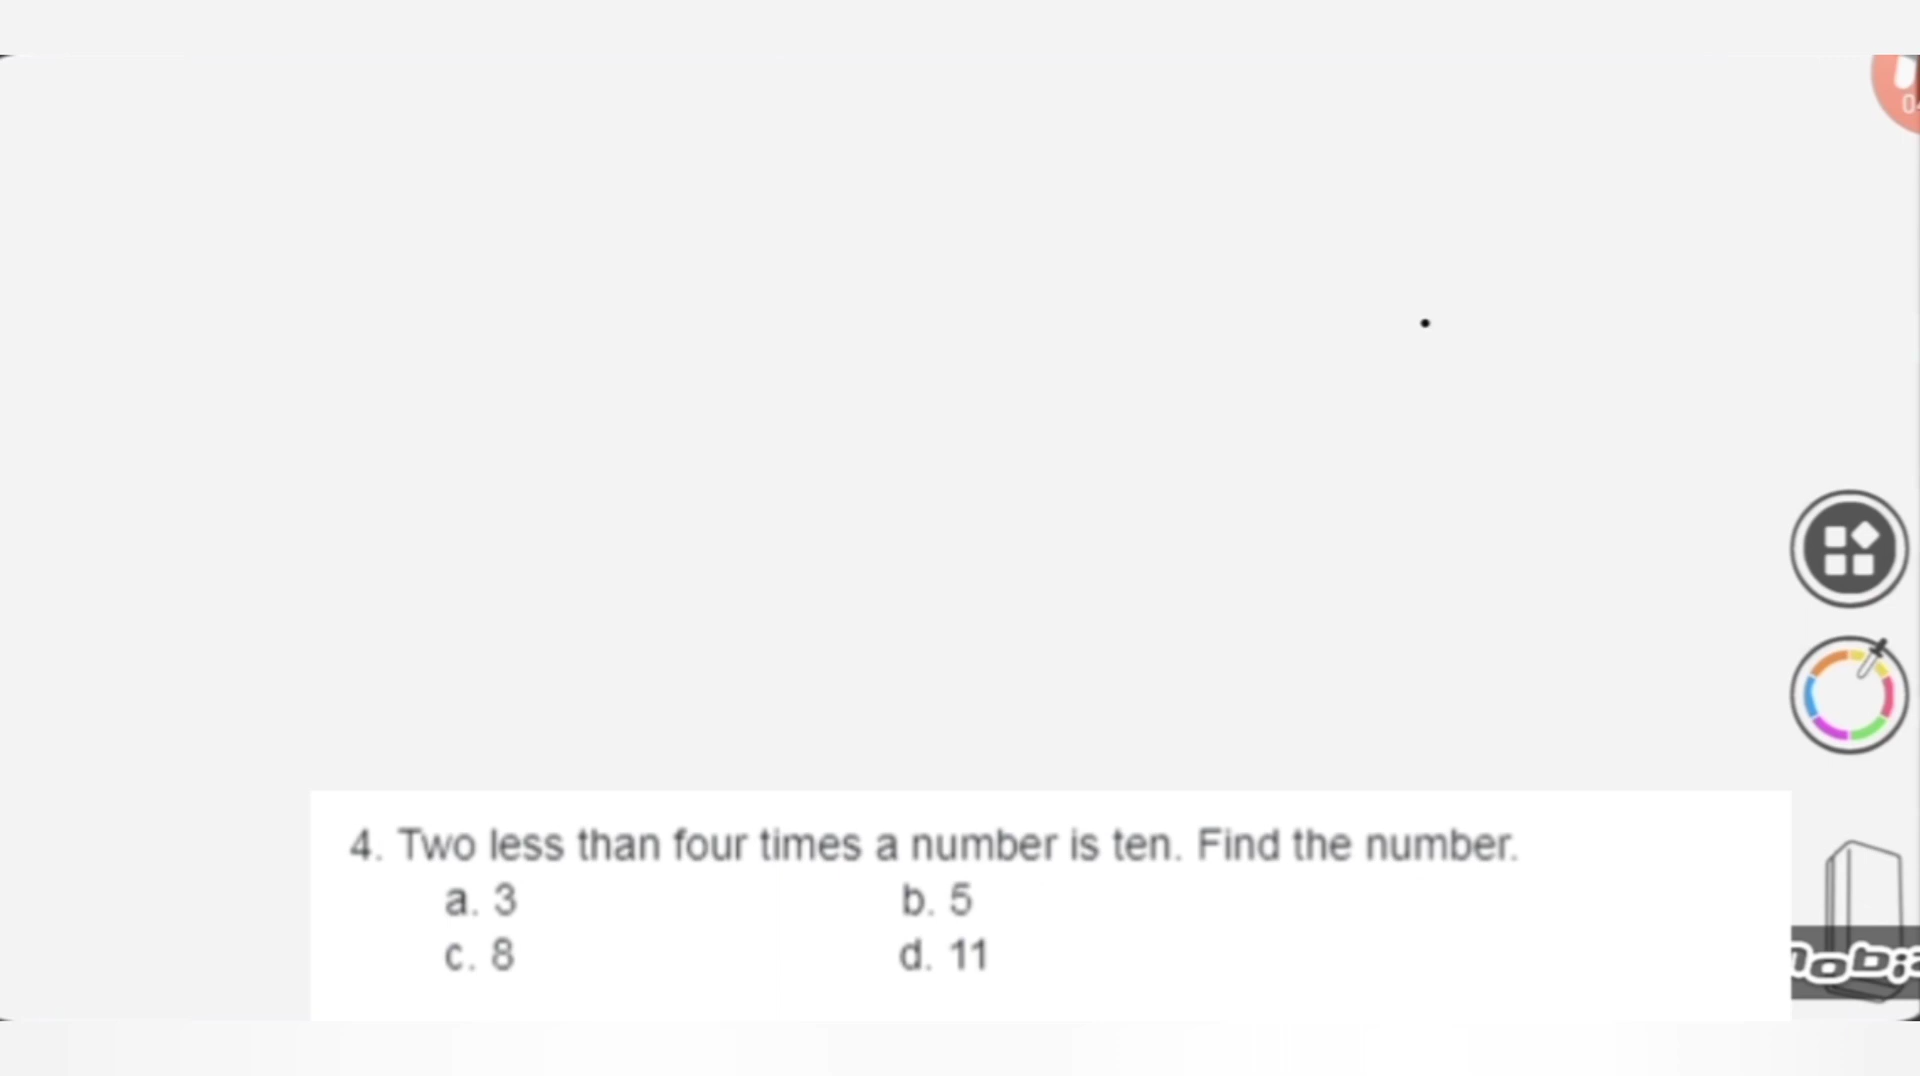 4. Two less than four times a number is ten. Find the number.
a. 3 b. 5
c. 8 d. 11